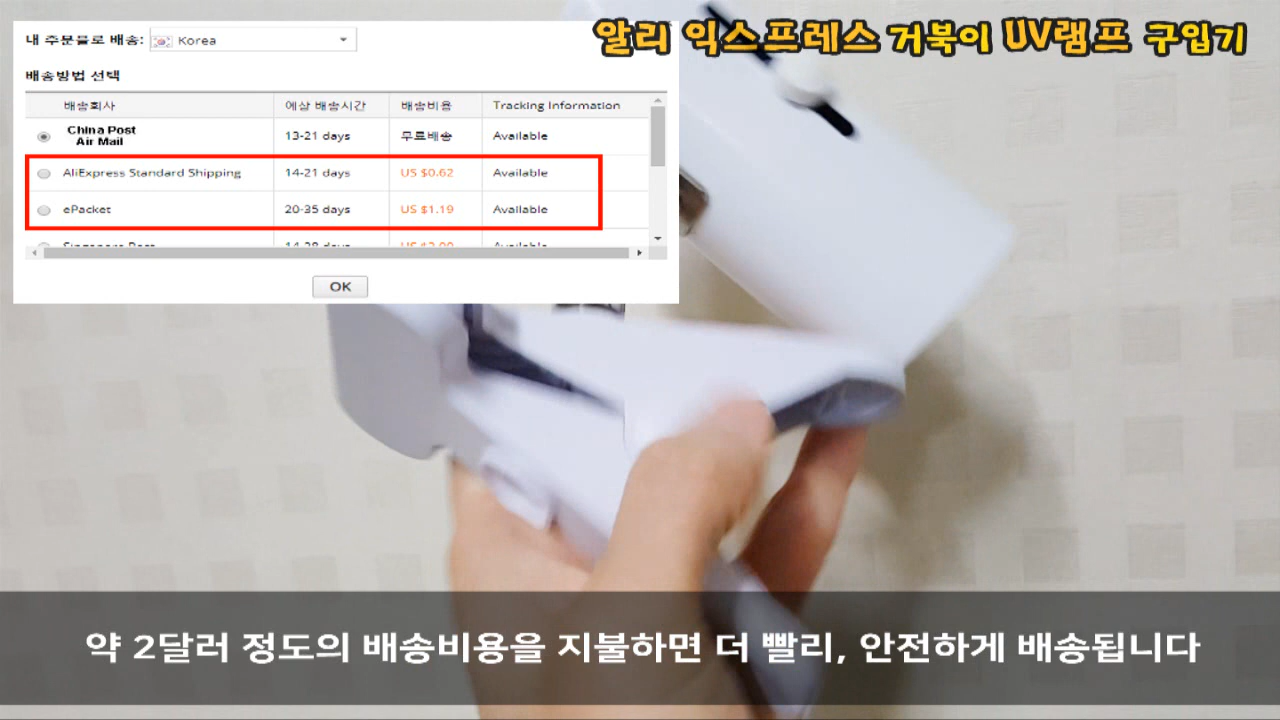 알리 익스프레스 거북이 UV램프 구입기
내 주문을로 배송: Korea
배송방법 선택
배송회사 예상 배송시간 배송비용 Tracking Information
China Post
Air Mail
13-21 days 무료배송 Available
AliExpress Standard Shipping 14-21 days US $0.62 Available
ePacket 20-35 days US $1.19 Available
OK
약 2달러 정도의 배송비용을 지불하면 더 빨리, 안전하게 배송됩니다